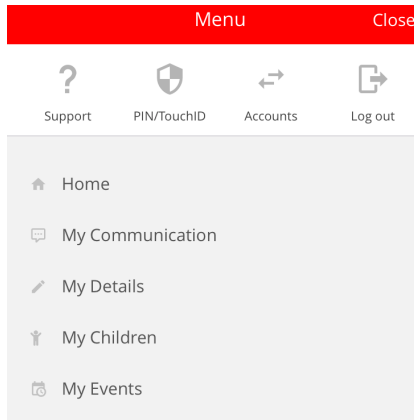 Menu Close
? 
Support PIN/TouchID Accounts Log out
Home
My Communication
My Details
My Children
My Events